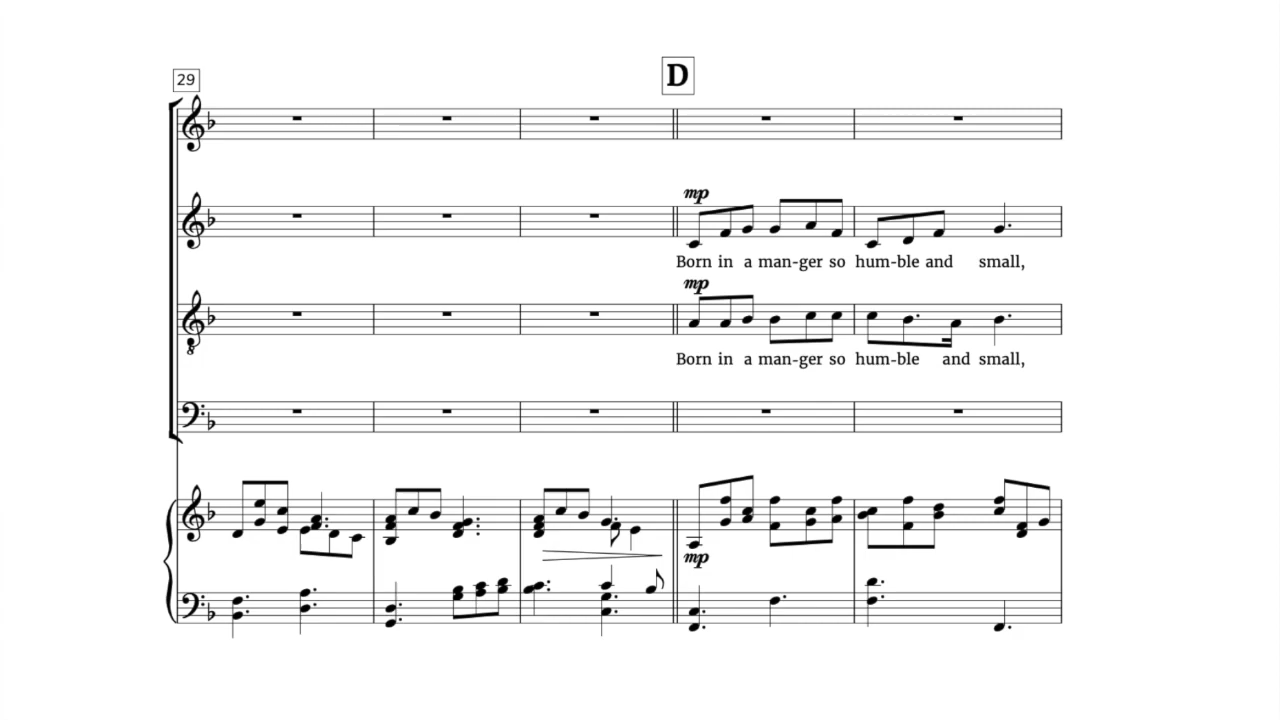 29
D
mp
Born in a man-ger so hum-ble and small,
mp
8
Born in a man-ger so hum-ble and small,
mp